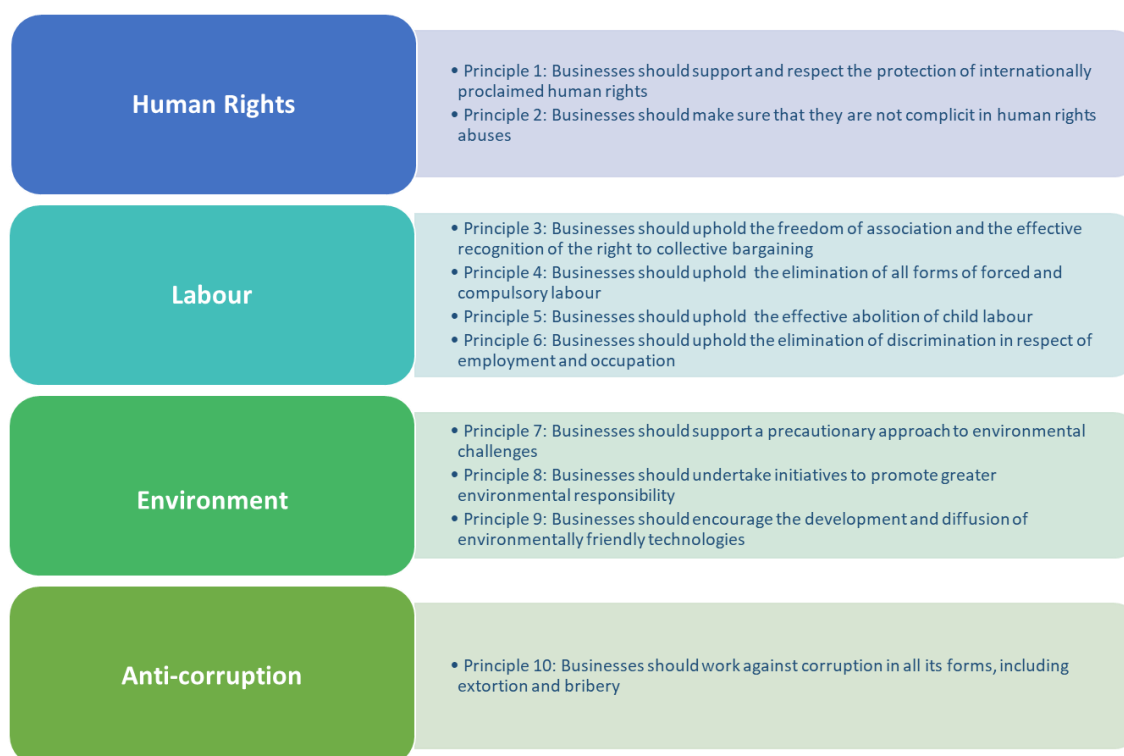 Human Rights
• Principle 1: Businesses should support and respect the protection of internationally
proclaimed human rights
• Principle 2: Businesses should make sure that they are not complicit in human rights
abuses
Labour
• Principle 3: Businesses should uphold the freedom of association and the effective
recognition of the right to collective bargaining
• Principle 4: Businesses should uphold  the elimination of all forms of forced and
compulsory labour
• Principle 5: Businesses should uphold  the effective abolition of child labour
• Principle 6: Businesses should uphold the elimination of discrimination in respect of
employment and occupation
Environment
• Principle 7: Businesses should support a precautionary approach to environmental
challenges
• Principle 8: Businesses should undertake initiatives to promote greater
environmental responsibility
• Principle 9: Businesses should encourage the development and diffusion of
environmentally friendly technologies
Anti-corruption
• Principle 10: Businesses should work against corruption in all its forms, including
extortion and bribery